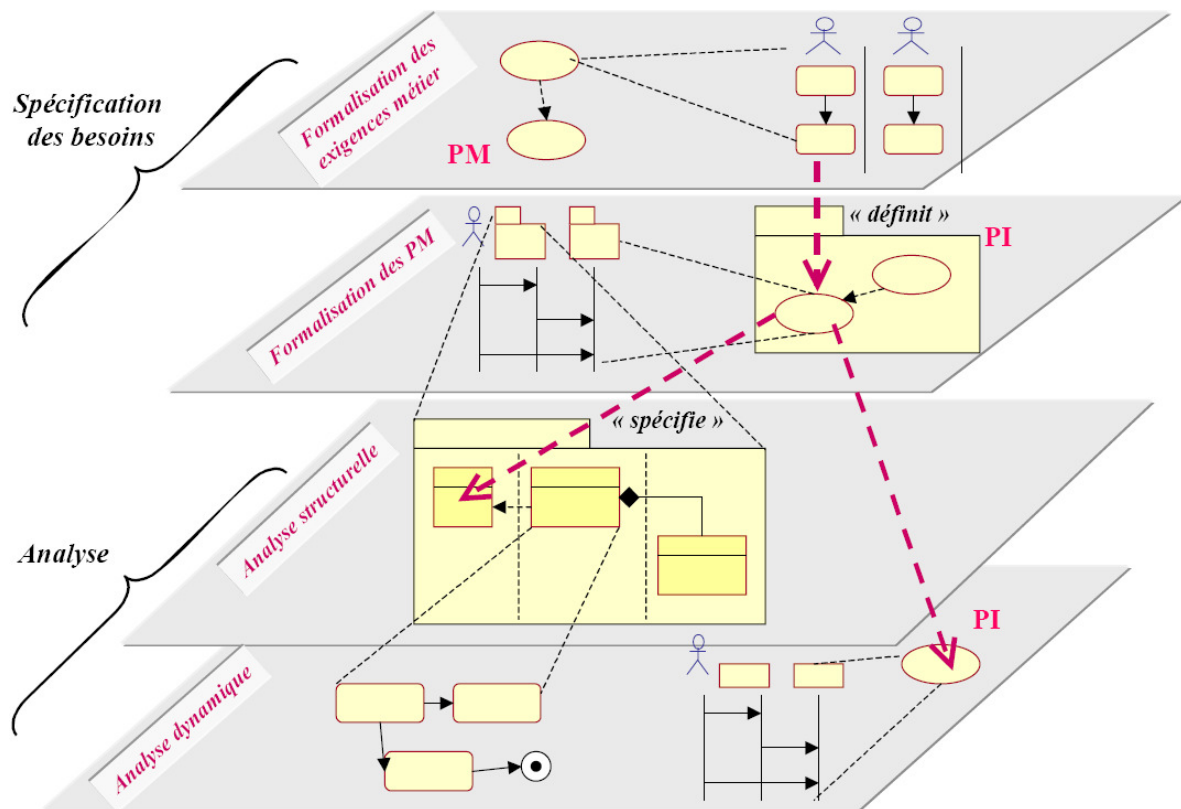 Spécification
des besoins
Formalisation des
exigences métier
PM
Formalisation des PM
« définit »
PI
Analyse
Analyse structurelle
« spécifie »
Analyse dynamique
PI